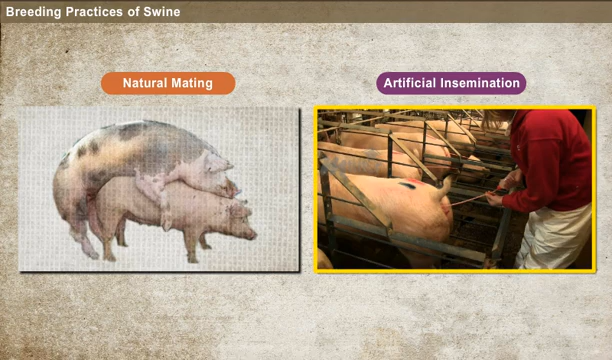 Breeding Practices of Swine
Natural Mating
Artificial Insemination